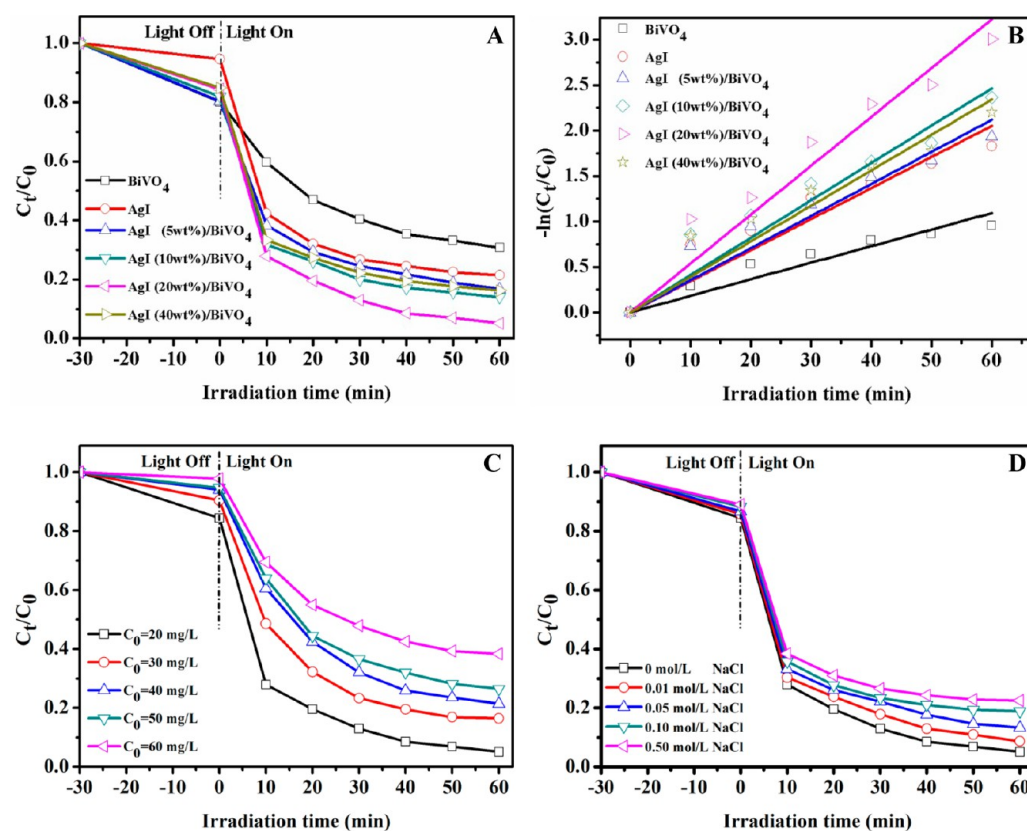 Light Off Light On A
1.0
0.8
0.6
0.4
0.2
0.0
Ct/C0
BiVO4
AgI
AgI (5wt%)/BiVO4
AgI (10wt%)/BiVO4
AgI (20wt%)/BiVO4
AgI (40wt%)/BiVO4
-30 -20 -10 0 10 20 30 40 50 60
Irradiation time (min)
B
3.0
2.5
2.0
1.5
1.0
0.5
0.0
-ln(Ct/C0)
BiVO4
AgI
AgI (5wt%)/BiVO4
AgI (10wt%)/BiVO4
AgI (20wt%)/BiVO4
AgI (40wt%)/BiVO4
0 10 20 30 40 50 60
Irradiation time (min)
Light Off Light On C
1.0
0.8
0.6
0.4
0.2
0.0
Ct/C0
C0=20 mg/L
C0=30 mg/L
C0=40 mg/L
C0=50 mg/L
C0=60 mg/L
-30 -20 -10 0 10 20 30 40 50 60
Irradiation time (min)
Light Off Light On D
1.0
0.8
0.6
0.4
0.2
0.0
Ct/C0
0 mol/L NaCl
0.01 mol/L NaCl
0.05 mol/L NaCl
0.10 mol/L NaCl
0.50 mol/L NaCl
-30 -20 -10 0 10 20 30 40 50 60
Irradiation time (min)